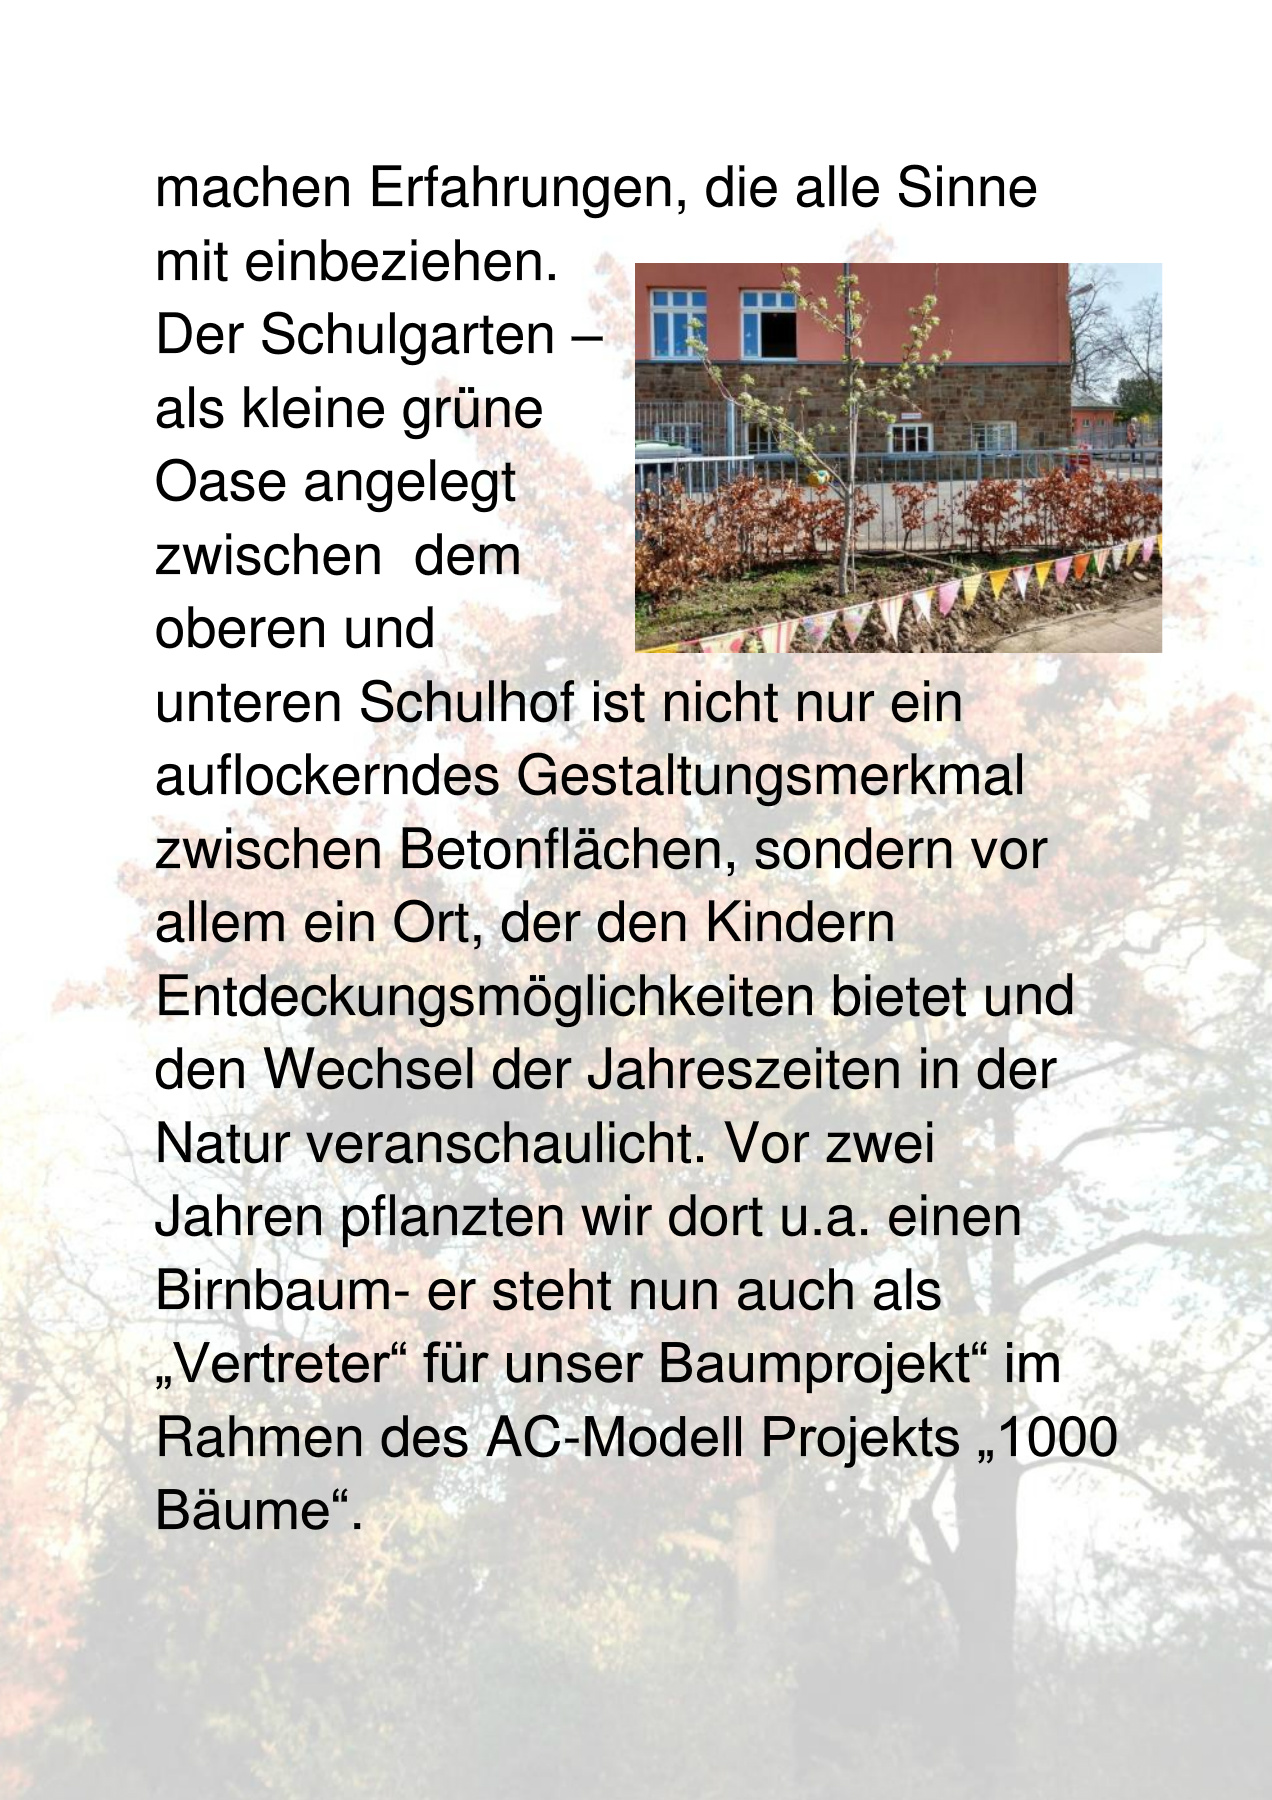 machen Erfahrungen, die alle Sinne
mit einbeziehen.
Der Schulgarten –
als kleine grüne
Oase angelegt
zwischen  dem
oberen und
unteren Schulhof ist nicht nur ein
auflockerndes Gestaltungsmerkmal
zwischen Betonflächen, sondern vor
allem ein Ort, der den Kindern
Entdeckungsmöglichkeiten bietet und
den Wechsel der Jahreszeiten in der
Natur veranschaulicht. Vor zwei
Jahren pflanzten wir dort u.a. einen
Birnbaum- er steht nun auch als
„Vertreter“ für unser Baumprojekt“ im
Rahmen des AC-Modell Projekts „1000
Bäume“.